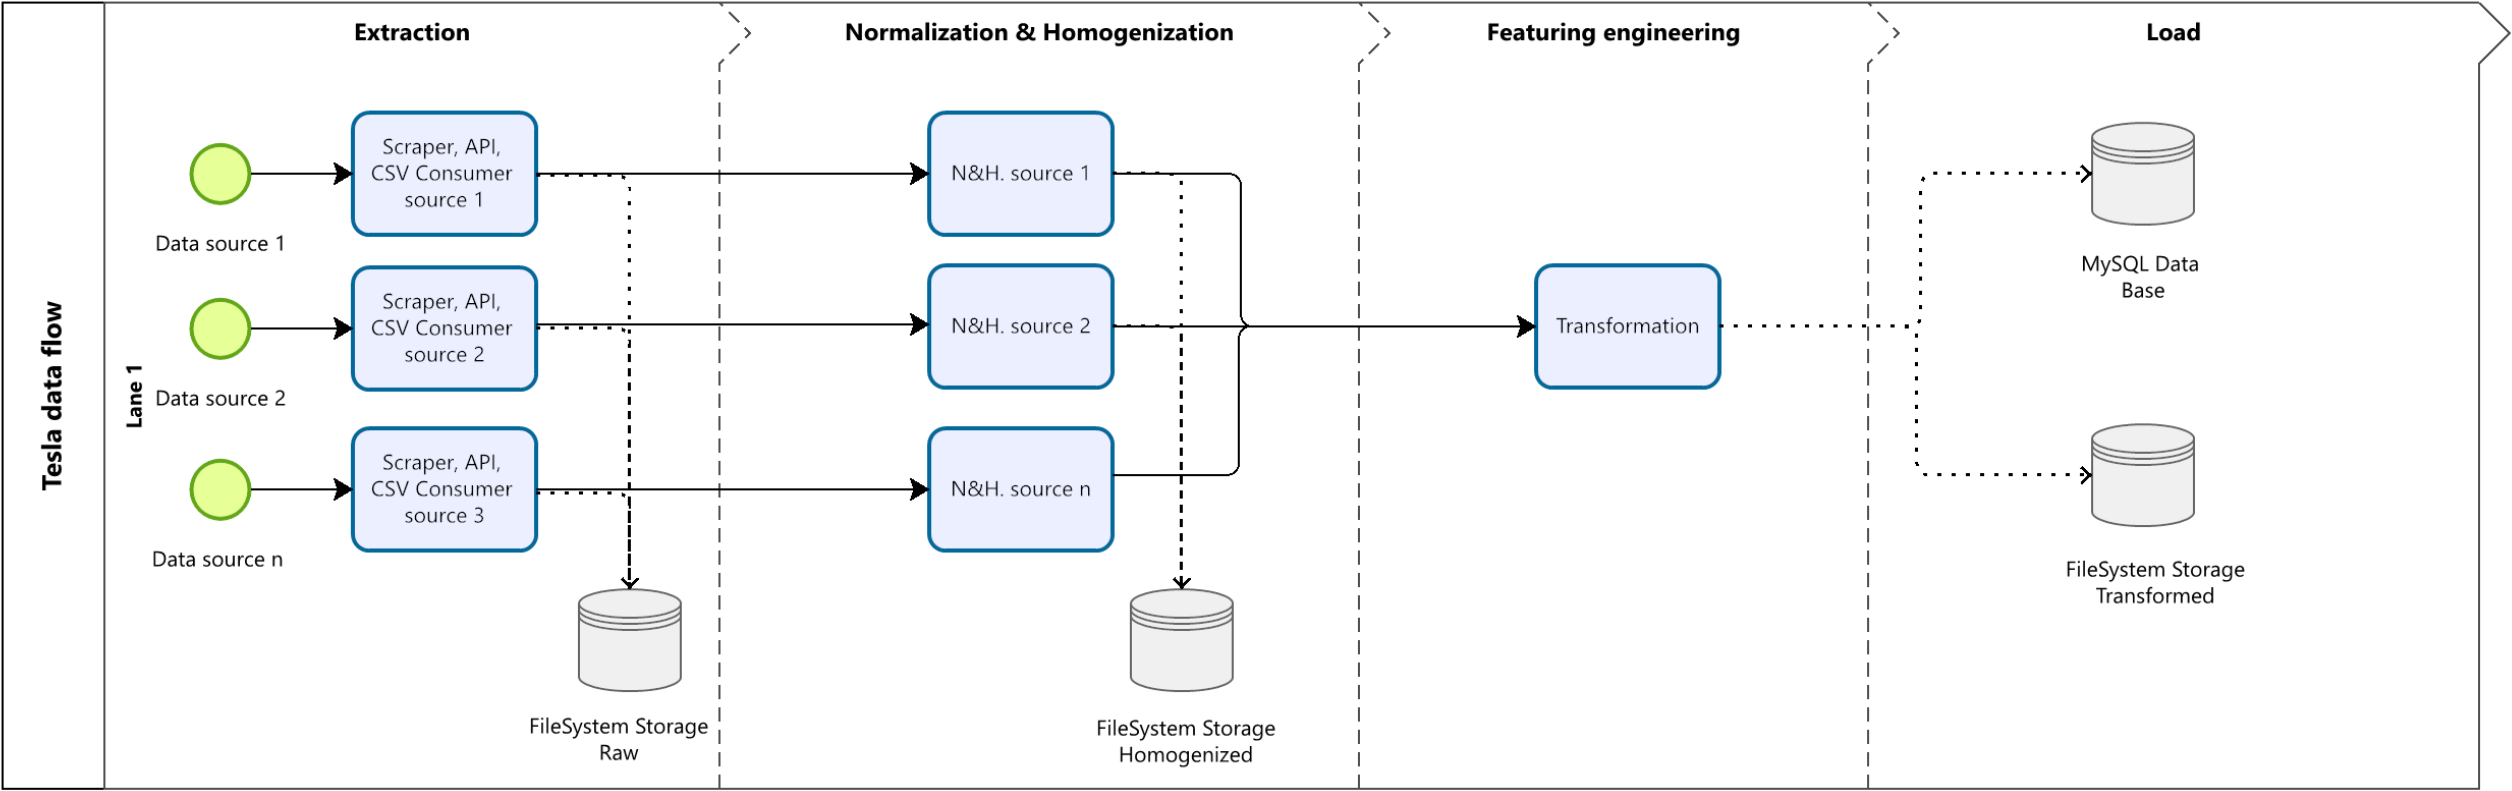 Extraction
Normalization & Homogenization
Featuring engineering
Load
Tesla data flow
Lane 1
Data source 1
Scraper, API,
CSV Consumer
source 1
N&H. source 1
MySQL Data
Base
Data source 2
Scraper, API,
CSV Consumer
source 2
N&H. source 2
Transformation
Data source n
Scraper, API,
CSV Consumer
source 3
N&H. source n
FileSystem Storage
Transformed
FileSystem Storage
Raw
FileSystem Storage
Homogenized